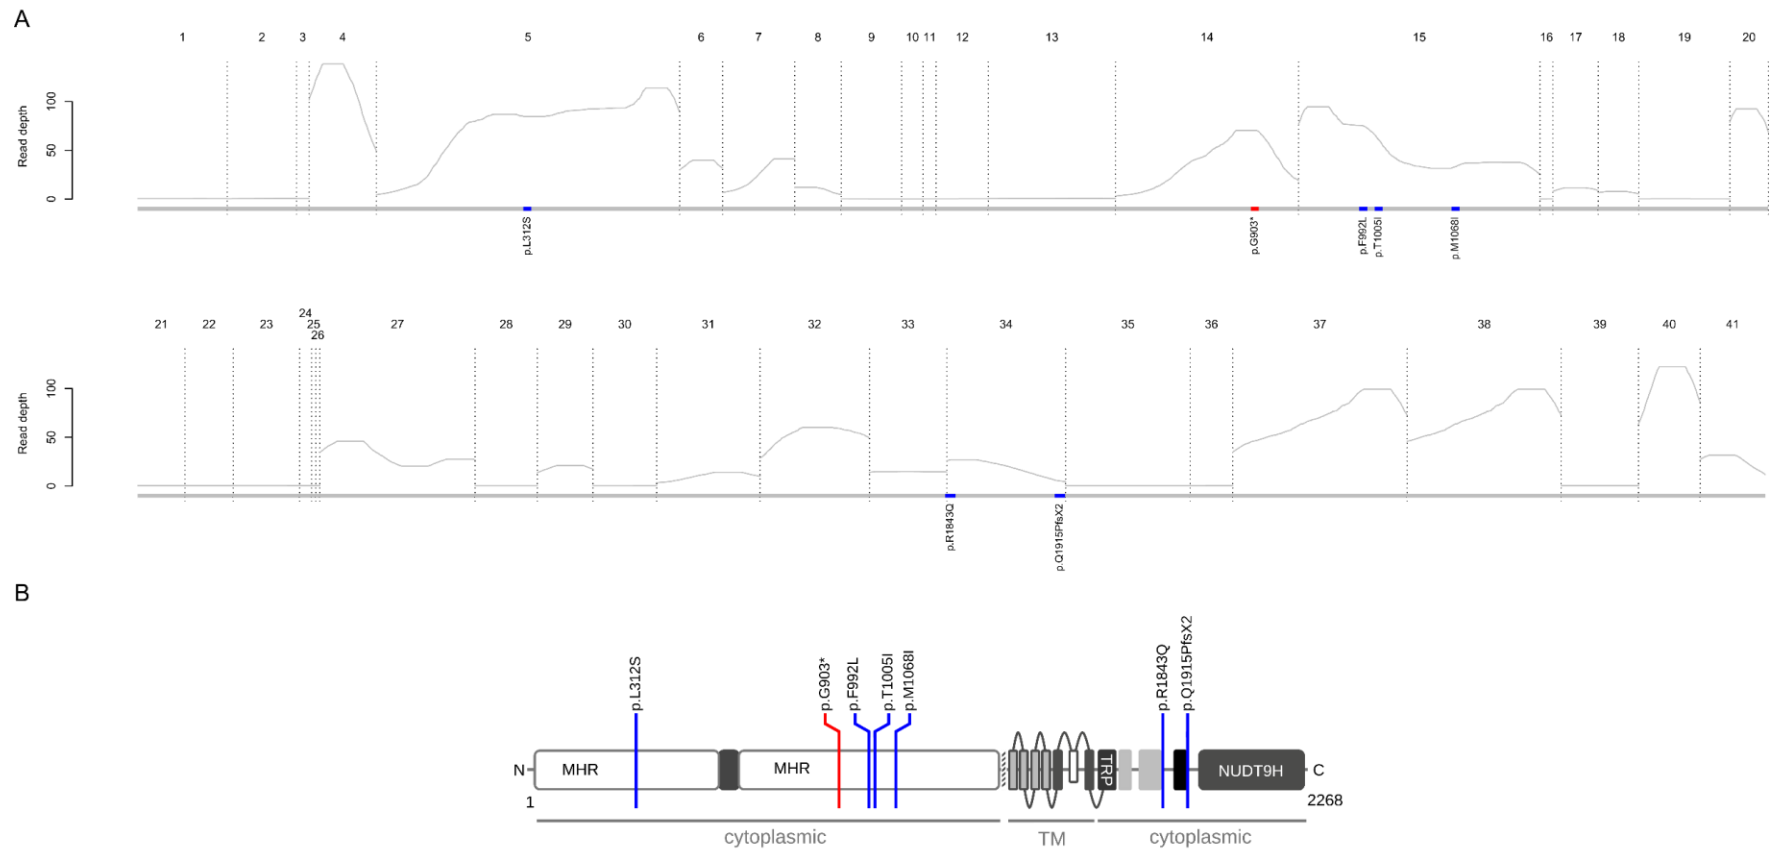 A
1 2 3 4 5 6 7 8 9 10 11 12 13 14 15 16 17 18 19 20
Read depth
100
50
0
p.L312S
p.G903*
p.F992L
p.T1005I
p.M1068I
21 22 23 24 25 26 27 28 29 30 31 32 33 34 35 36 37 38 39 40 41
Read depth
100
50
0
p.R1843Q
p.Q1915PfsX2
B
p.L312S
p.G903*
p.F992L
p.T1005I
p.M1068I
p.R1843Q
p.Q1915PfsX2
N MHR MHR TRP NUDT9H C
1 2268
cytoplasmic TM cytoplasmic